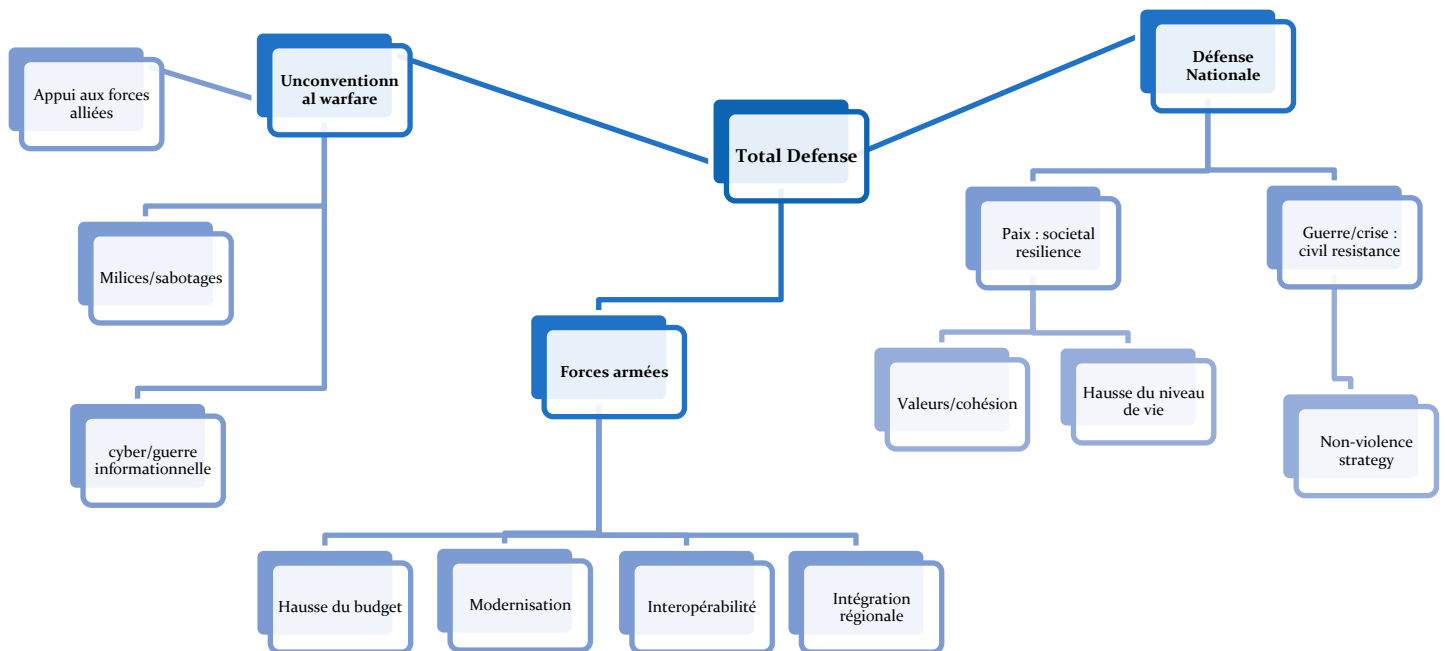 Appui aux forces
alliées
Unconventionn
al warfare
Total Defense
Défense
Nationale
Milices/sabotages
cyber/guerre
informationnelle
Forces armées
Hausse du budget
Modernisation
Interopérabilité
Intégration
régionale
Paix : societal
resilience
Guerre/crise :
civil resistance
Valeurs/cohésion
Hausse du niveau
de vie
Non-violence
strategy